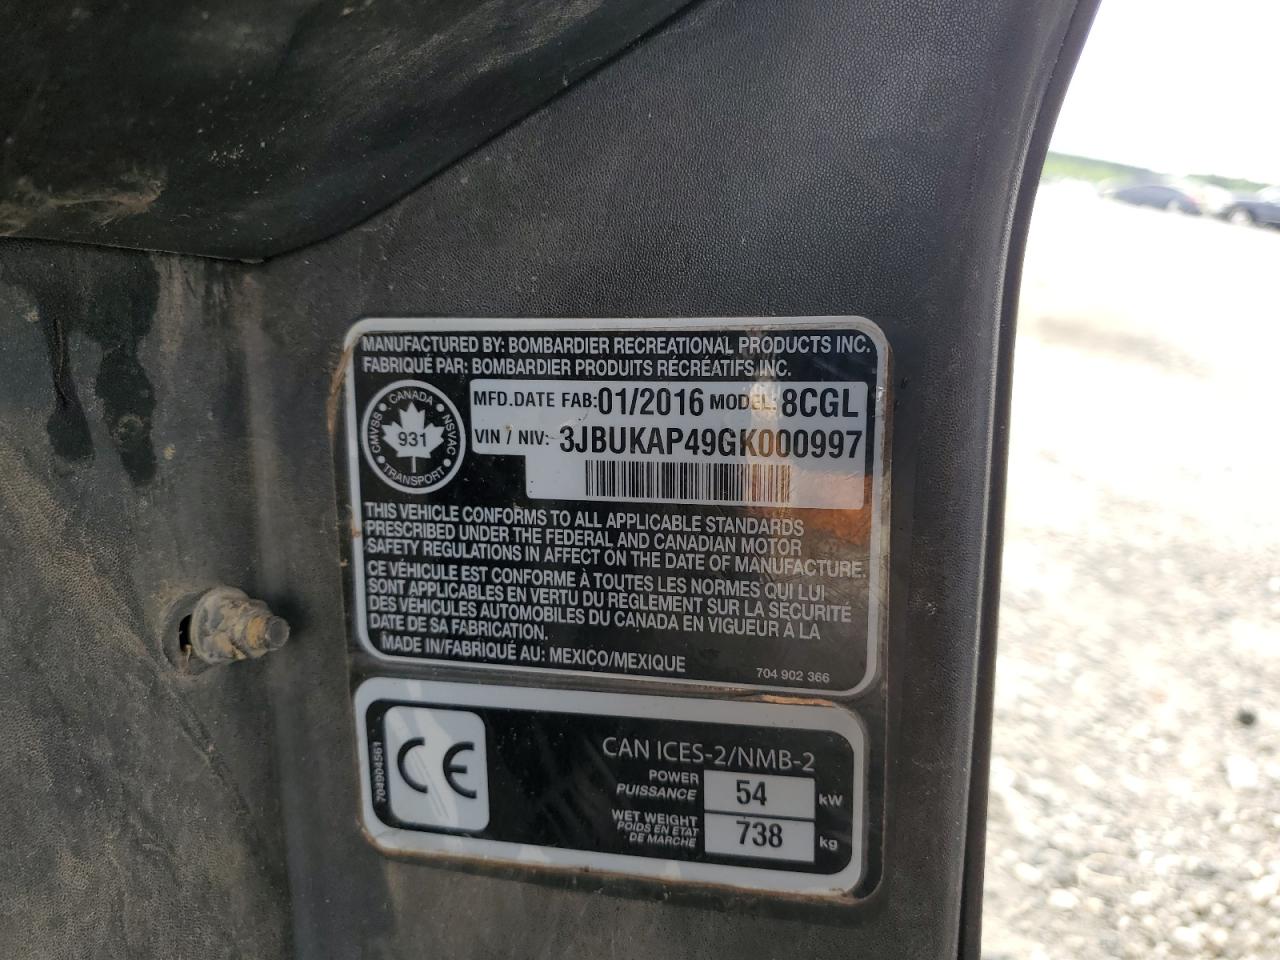 MANUFACTURED BY: BOMBARDIER RECREATIONAL PRODUCTS INC.
FABRIQUÉ PAR: BOMBARDIER PRODUITS RÉCRÉATIFS INC.
CANADA
CMVSS
931
NSVAC
TRANSPORT
MFD.DATE FAB:01/2016 MODEL: 8CGL
VIN / NIV: 3JBUKAP49GK000997
THIS VEHICLE CONFORMS TO ALL APPLICABLE STANDARDS
PRESCRIBED UNDER THE FEDERAL AND CANADIAN MOTOR
SAFETY REGULATIONS IN AFFECT ON THE DATE OF MANUFACTURE.
CE VÉHICULE EST CONFORME À TOUTES LES NORMES QUI LUI
SONT APPLICABLES EN VERTU DU RÈGLEMENT SUR LA SÉCURITÉ
DES VÉHICULES AUTOMOBILES DU CANADA EN VIGUEUR À LA
DATE DE SA FABRICATION.
MADE IN/FABRIQUÉ AU: MEXICO/MEXIQUE
704 902 366
704904561
CE
CAN ICES-2/NMB-2
POWER
PUISSANCE
54 kW
WET WEIGHT
POIDS EN ETAT
DE MARCHE
738 kg